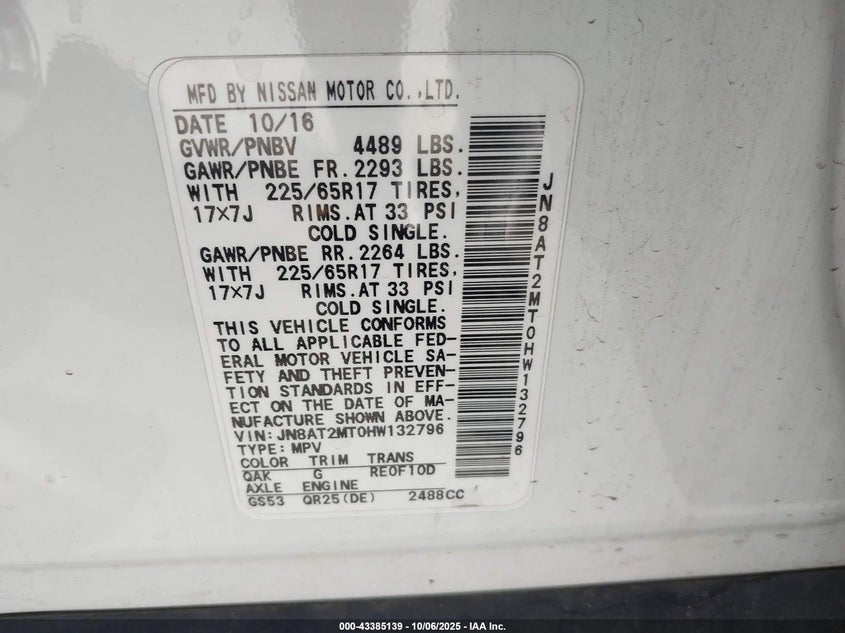 MFD BY NISSAN MOTOR CO.,LTD.
DATE 10/16
GVWR/PNBV 4489 LBS.
GAWR/PNBE FR.2293 LBS.
WITH 225/65R17 TIRES,
17×7J RIMS.AT 33 PSI
COLD SINGLE.
GAWR/PNBE RR.2264 LBS.
WITH 225/65R17 TIRES,
17×7J RIMS.AT 33 PSI
COLD SINGLE.
THIS VEHICLE CONFORMS
TO ALL APPLICABLE FED-
ERAL MOTOR VEHICLE SA-
FETY AND THEFT PREVEN-
TION STANDARDS IN EFF-
ECT ON THE DATE OF MA-
NUFACTURE SHOWN ABOVE.
VIN:JN8AT2MT0HW132796
TYPE:MPV
COLOR TRIM TRANS
QAK G RE0F10D
AXLE ENGINE
GS53 QR25(DE) 2488CC
JN8AT2MT0HW132796
000-43385139 - 10/06/2025 - IAA Inc.